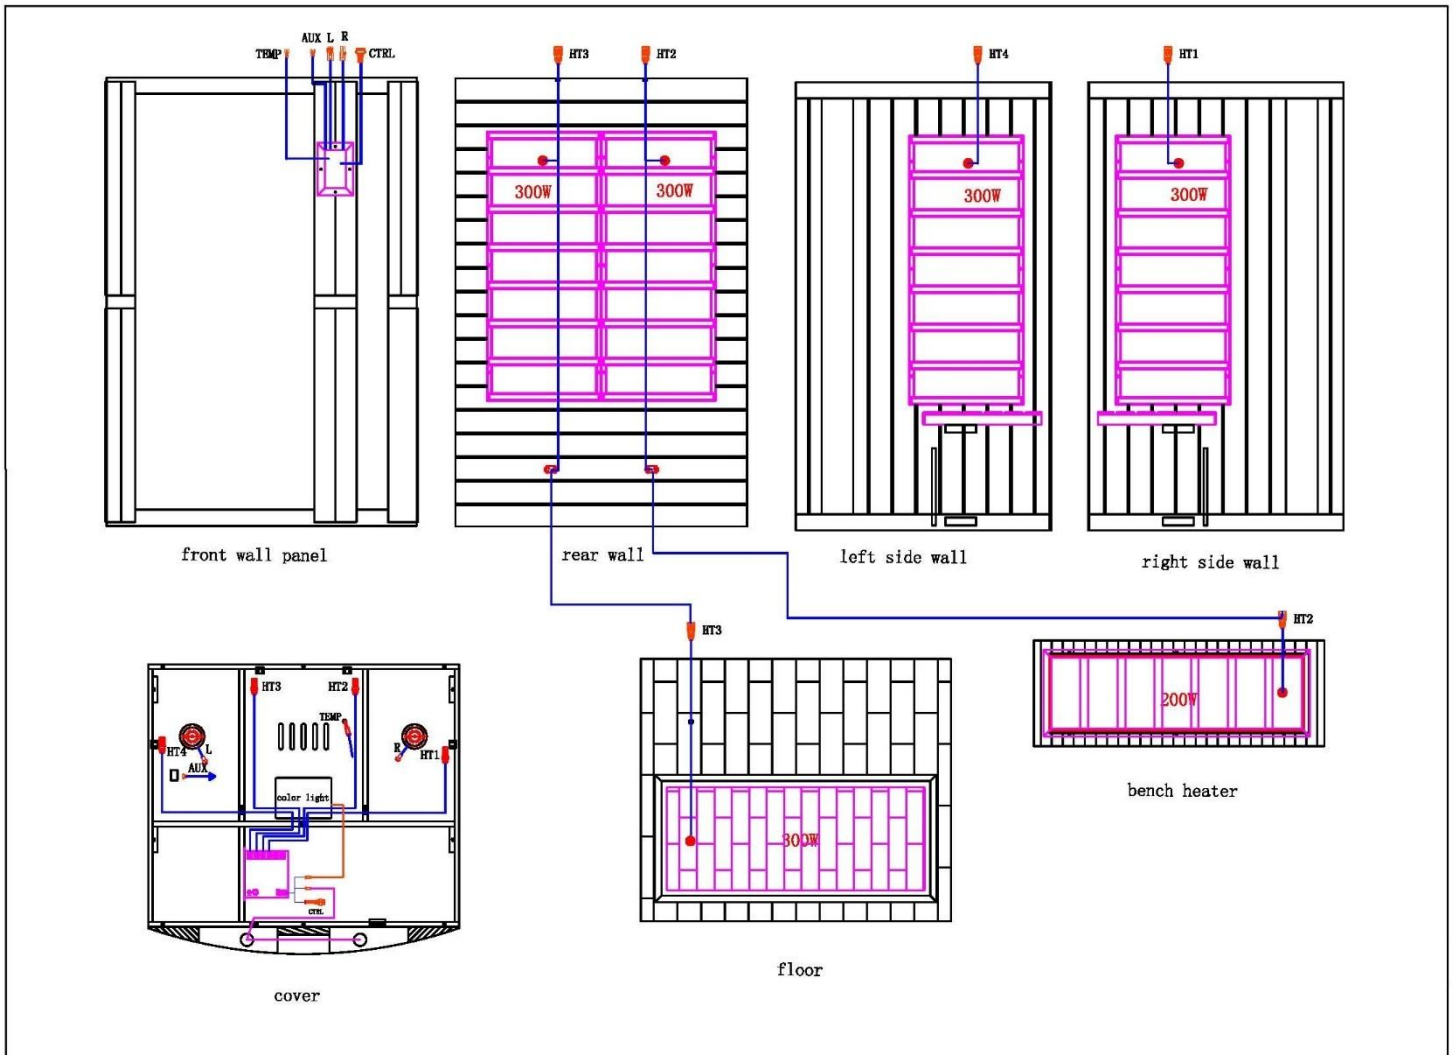 TEMP AUX L R CTRL
HT3 HT2
HT4
HT1
300W 300W
300W
300W
front wall panel
rear wall
left side wall
right side wall
HT3
HT2
300W
200W
floor
bench heater
HT3 HT2
TEMP
L R
HT4 HT1
AUX
color light
CTRL
cover